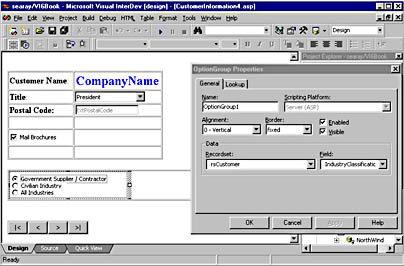 searay/VI6Book - Microsoft Visual InterDev [design] - [CustomerInformation4.asp]
File Edit View Project Build Debug HTML Table Format Tools Window Help
Design
Project Explorer - searay/VI6Book
Customer Name CompanyName
Title President
Postal Code: txtPostalCode
Mail Brochures
Government Supplier / Contractor
Civilian Industry
All Industries
|< < > >|
OptionGroup Properties
General Lookup
Name: Scripting Platform:
OptionGroup1 Server (ASP)
Alignment: Border:
0 - Vertical fixed
Enabled
Visible
Data
Recordset: Field:
rsCustomer IndustryClassificatic
OK Cancel Apply Help
Design Source Quick View
NorthWind
Ready